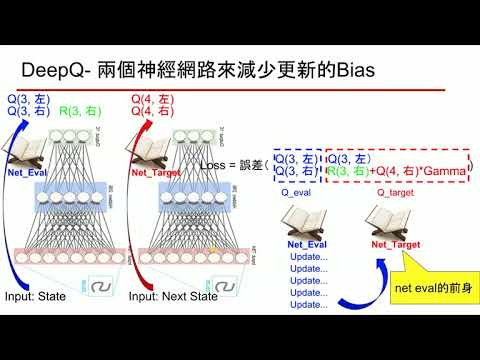 DeepQ- 兩個神經網路來減少更新的Bias
Q(3, 左)
Q(3, 右) R(3, 右)
Q(4, 左)
Q(4, 右)
Net_Eval
Net_Target
Input: State
Input: Next State
Loss = 誤差(
Q(3, 左)
Q(3, 右)
Q(3, 左)
R(3, 右)+Q(4, 右)*Gamma
)
Q_eval
Q_target
Net_Eval
Update...
Update...
Update...
Update...
Update...
Net_Target
net eval的前身